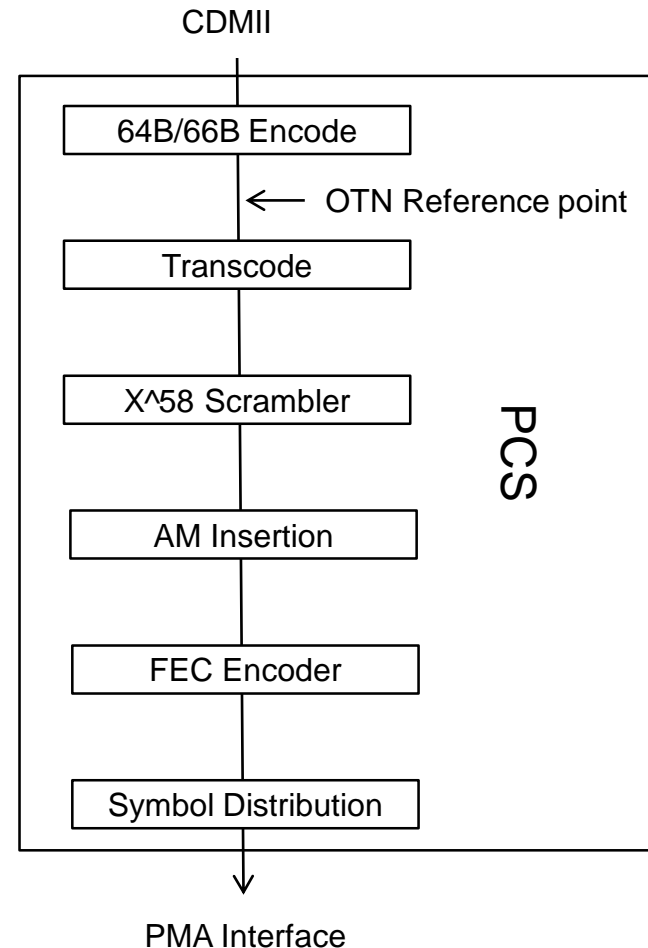 CDMII
64B/66B Encode
OTN Reference point
Transcode
X^58 Scrambler
PCS
AM Insertion
FEC Encoder
Symbol Distribution
PMA Interface